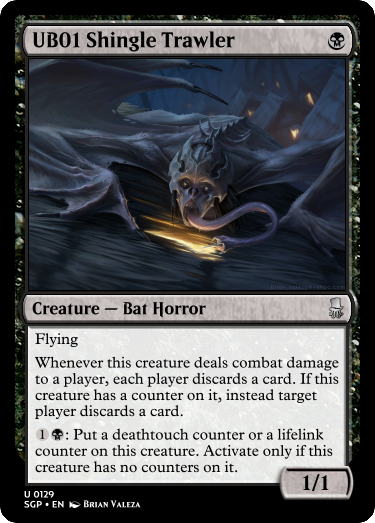 UB01 Shingle Trawler
Creature — Bat Horror
Flying
Whenever this creature deals combat damage
to a player, each player discards a card. If this
creature has a counter on it, instead target
player discards a card.
1 : Put a deathtouch counter or a lifelink
counter on this creature. Activate only if this
creature has no counters on it.
1/1
U 0129
SGP • EN Brian Valeza